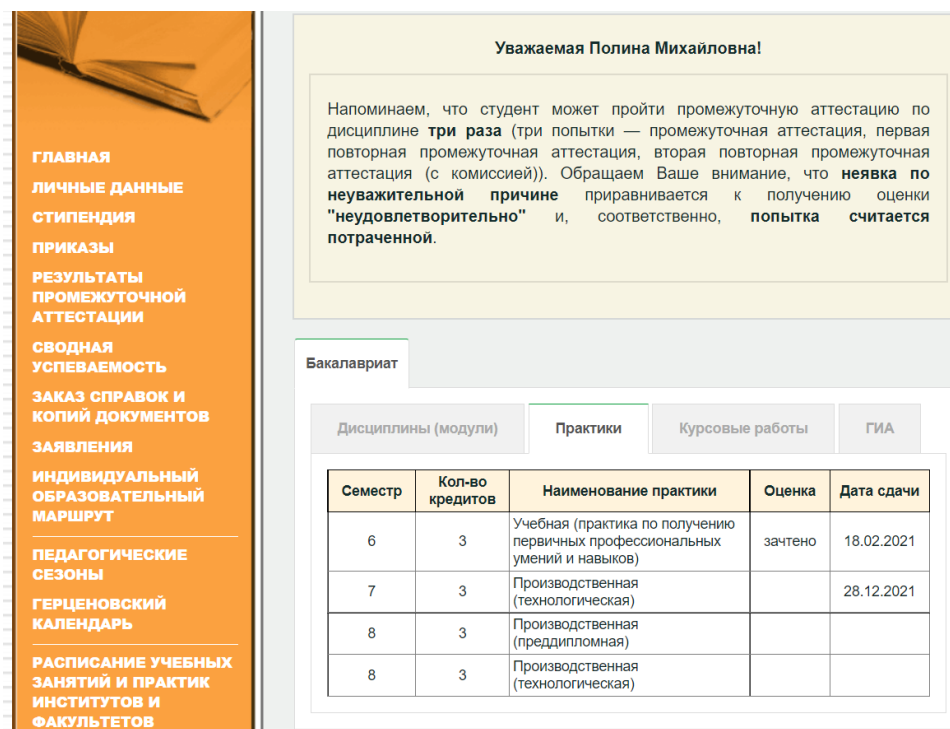 ГЛАВНАЯ
ЛИЧНЫЕ ДАННЫЕ
СТИПЕНДИЯ
ПРИКАЗЫ
РЕЗУЛЬТАТЫ
ПРОМЕЖУТОЧНОЙ
АТТЕСТАЦИИ
СВОДНАЯ
УСПЕВАЕМОСТЬ
ЗАКАЗ СПРАВОК И
КОПИЙ ДОКУМЕНТОВ
ЗАЯВЛЕНИЯ
ИНДИВИДУАЛЬНЫЙ
ОБРАЗОВАТЕЛЬНЫЙ
МАРШРУТ
ПЕДАГОГИЧЕСКИЕ
СЕЗОНЫ
ГЕРЦЕНОВСКИЙ
КАЛЕНДАРЬ
РАСПИСАНИЕ УЧЕБНЫХ
ЗАНЯТИЙ И ПРАКТИК
ИНСТИТУТОВ И
ФАКУЛЬТЕТОВ
Уважаемая Полина Михайловна!
Напоминаем, что студент может пройти промежуточную аттестацию по
дисциплине три раза (три попытки — промежуточная аттестация, первая
повторная промежуточная аттестация, вторая повторная промежуточная
аттестация (с комиссией)). Обращаем Ваше внимание, что неявка по
неуважительной причине приравнивается к получению оценки
"неудовлетворительно" и, соответственно, попытка считается
потраченной.
Бакалавриат
Дисциплины (модули) Практики Курсовые работы ГИА
Семестр Кол-во кредитов Наименование практики Оценка Дата сдачи
6 3 Учебная (практика по получению первичных профессиональных умений и навыков) зачтено 18.02.2021
7 3 Производственная (технологическая) 28.12.2021
8 3 Производственная (преддипломная)
8 3 Производственная (технологическая)